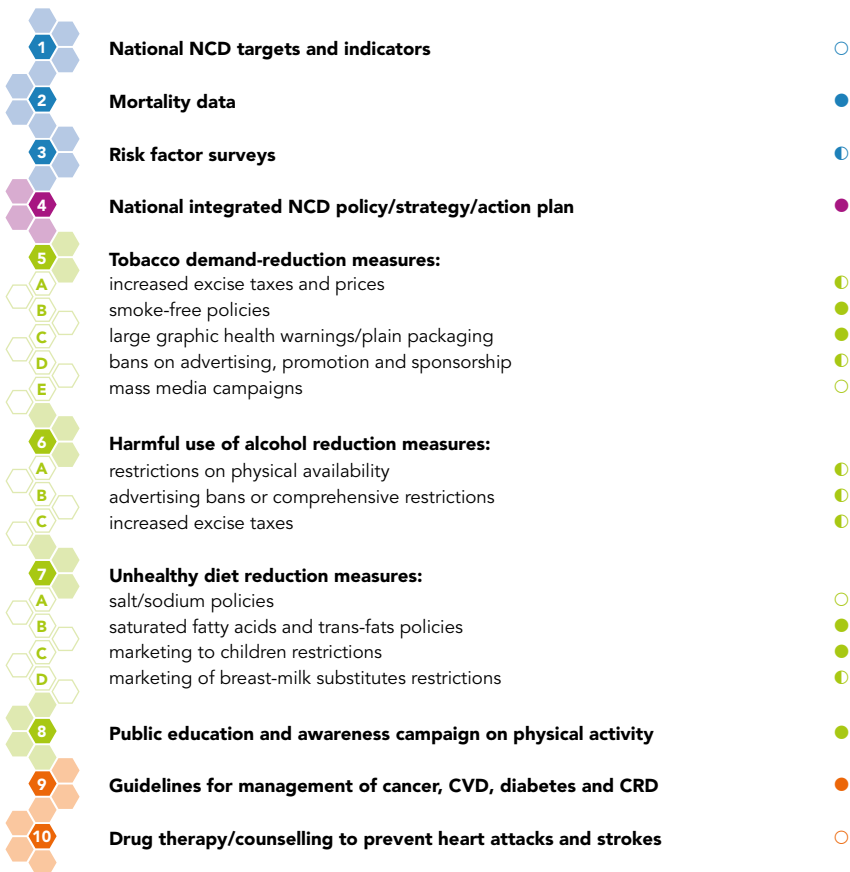 1 National NCD targets and indicators ○
2 Mortality data ●
3 Risk factor surveys ◐
4 National integrated NCD policy/strategy/action plan ●
5 Tobacco demand-reduction measures:
A increased excise taxes and prices ◐
B smoke-free policies ●
C large graphic health warnings/plain packaging ●
D bans on advertising, promotion and sponsorship ◐
E mass media campaigns ○
6 Harmful use of alcohol reduction measures:
A restrictions on physical availability ◐
B advertising bans or comprehensive restrictions ◐
C increased excise taxes ◐
7 Unhealthy diet reduction measures:
A salt/sodium policies ○
B saturated fatty acids and trans-fats policies ●
C marketing to children restrictions ●
D marketing of breast-milk substitutes restrictions ◐
8 Public education and awareness campaign on physical activity ●
9 Guidelines for management of cancer, CVD, diabetes and CRD ●
10 Drug therapy/counselling to prevent heart attacks and strokes ○